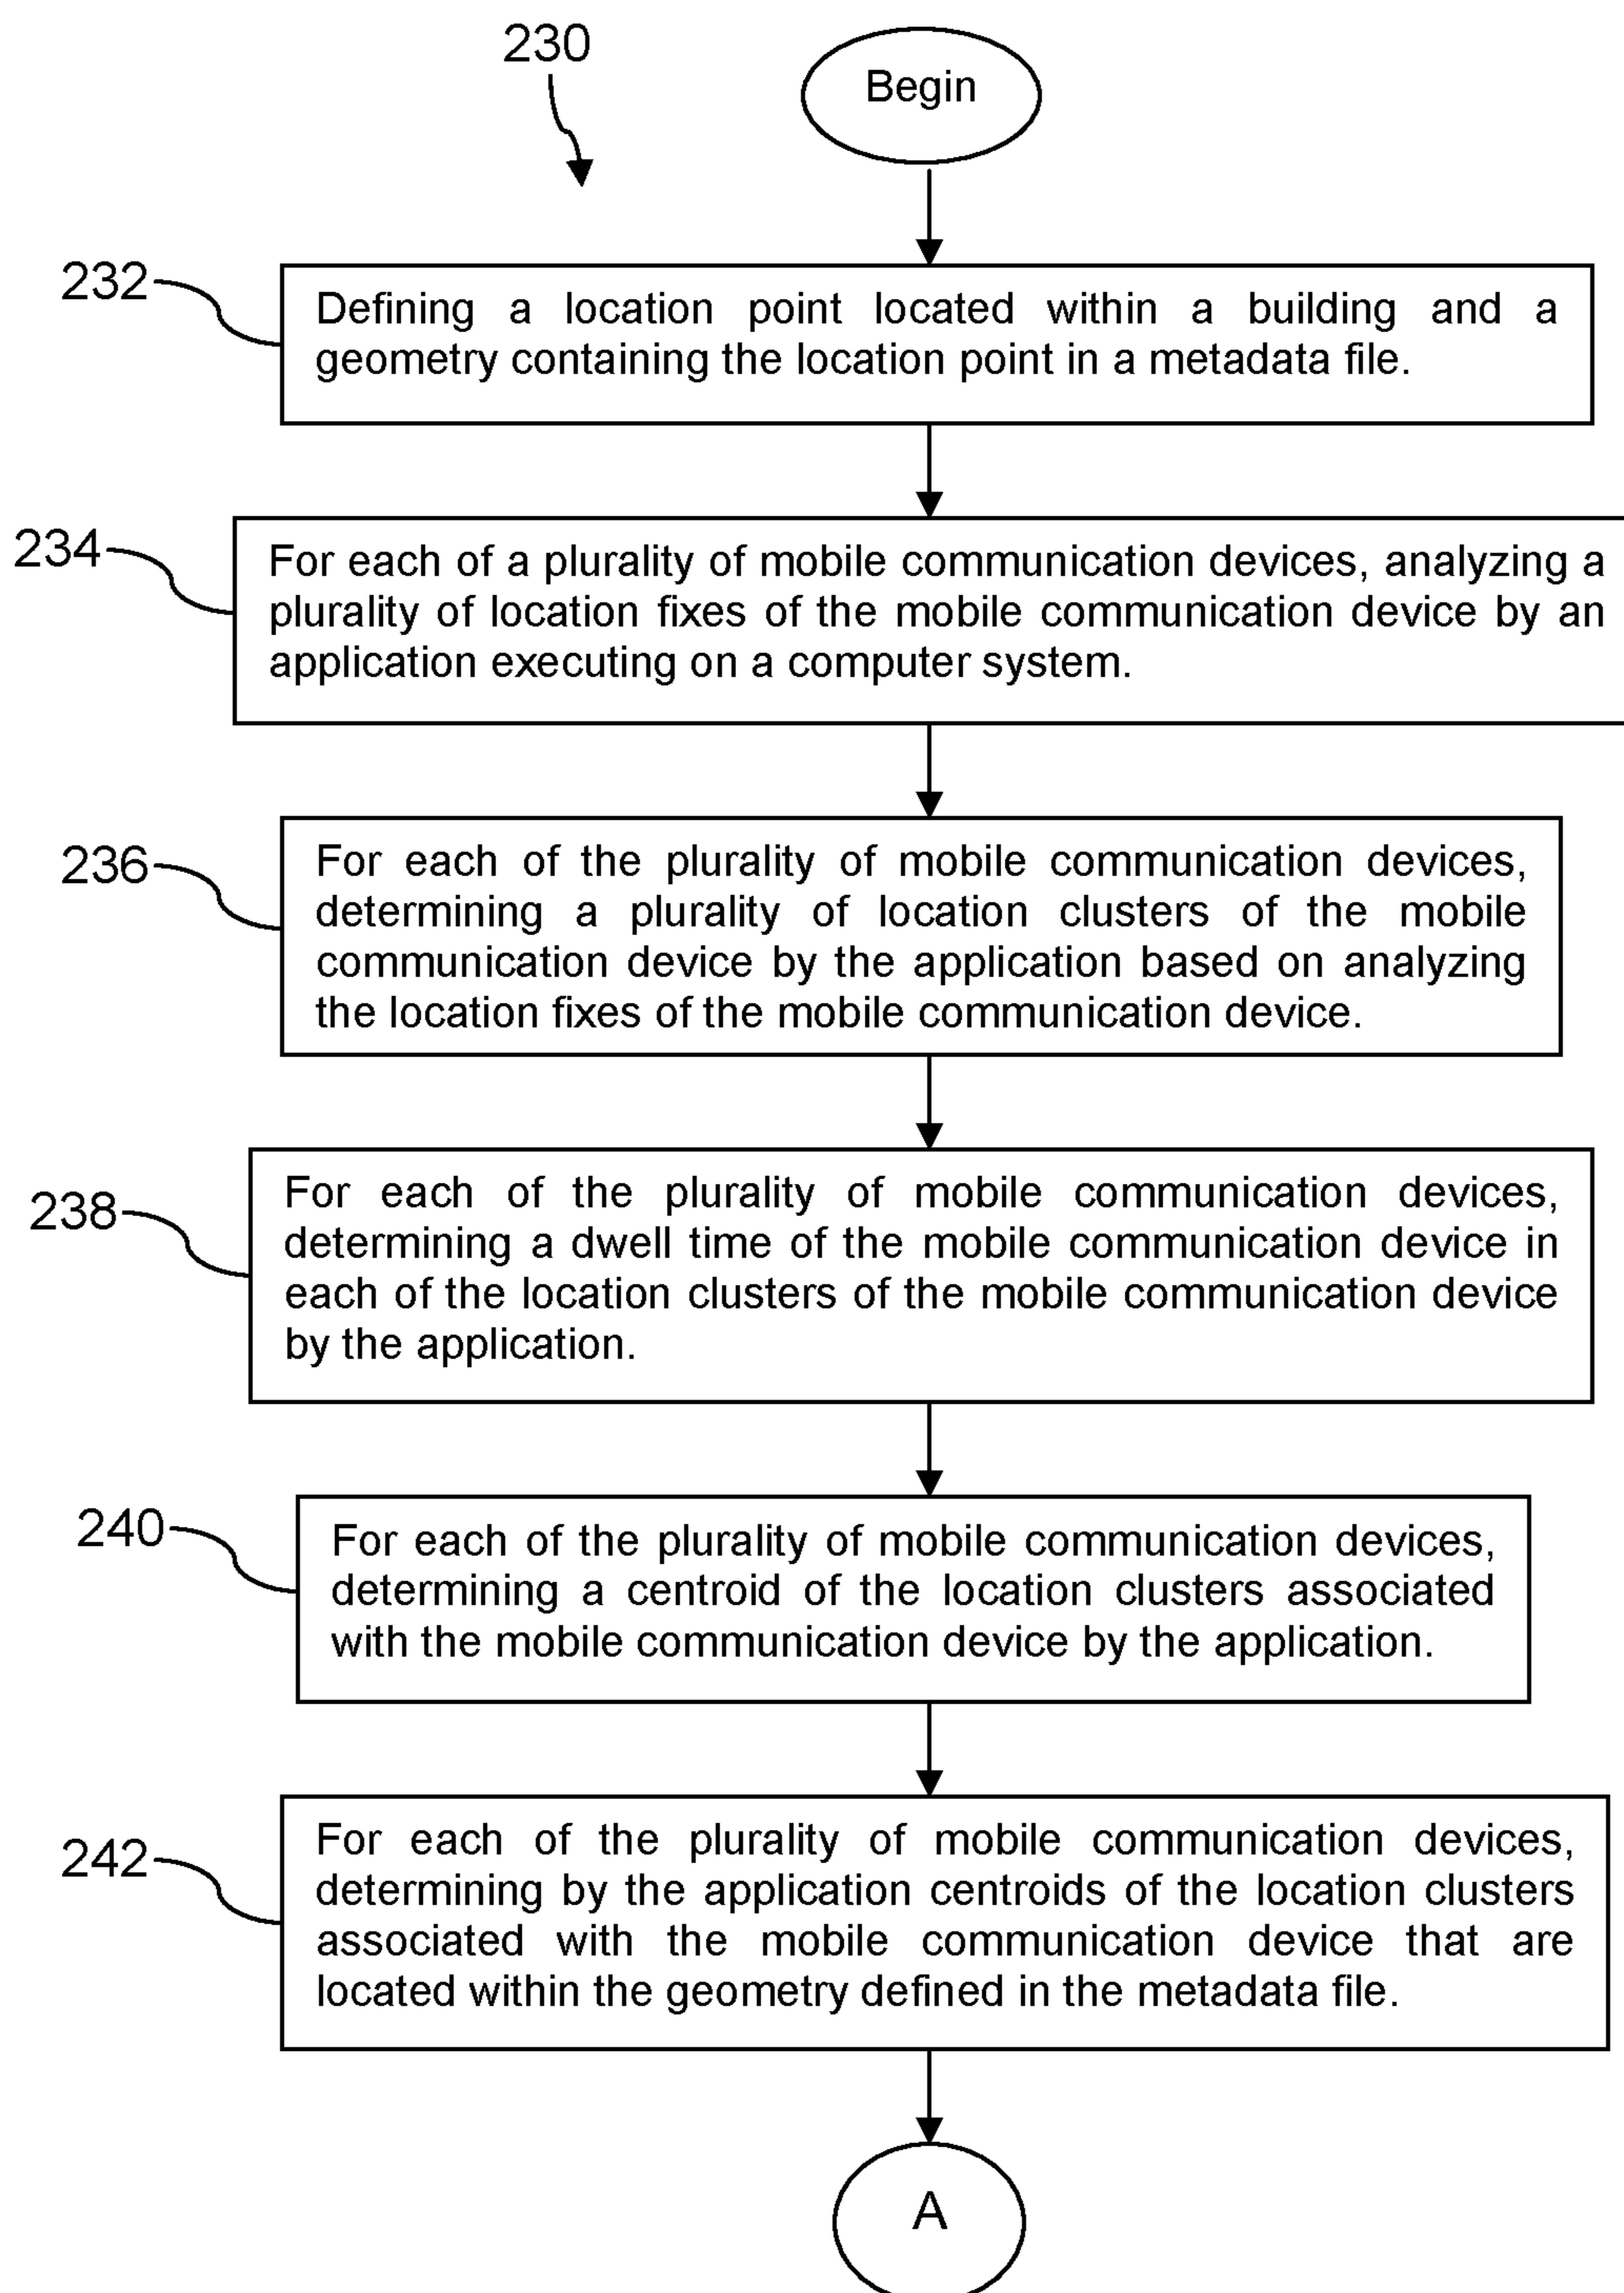 230
Begin
232
Defining a location point located within a building and a
geometry containing the location point in a metadata file.
234
For each of a plurality of mobile communication devices, analyzing a
plurality of location fixes of the mobile communication device by an
application executing on a computer system.
236
For each of the plurality of mobile communication devices,
determining a plurality of location clusters of the mobile
communication device by the application based on analyzing
the location fixes of the mobile communication device.
238
For each of the plurality of mobile communication devices,
determining a dwell time of the mobile communication device in
each of the location clusters of the mobile communication device
by the application.
240
For each of the plurality of mobile communication devices,
determining a centroid of the location clusters associated
with the mobile communication device by the application.
242
For each of the plurality of mobile communication devices,
determining by the application centroids of the location clusters
associated with the mobile communication device that are
located within the geometry defined in the metadata file.
A